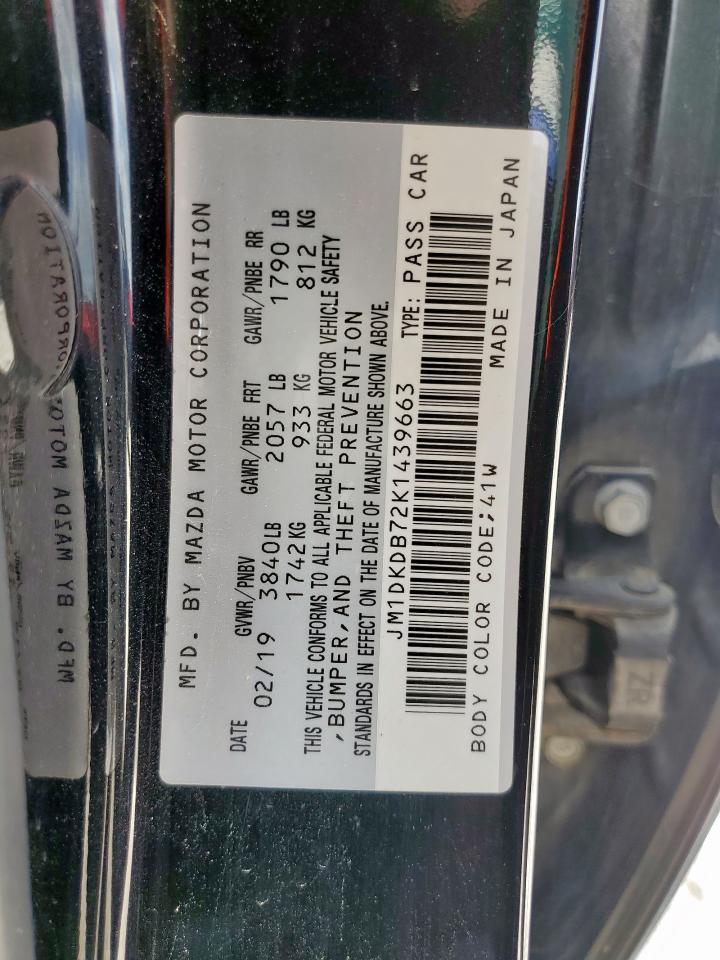 MFD. BY MAZDA MOTOR CORPORATION
DATE GVWR/PNBV GAWR/PNBE FRT GAWR/PNBE RR
02/19 3840LB 2057 LB 1790 LB
1742KG 933 KG 812 KG
THIS VEHICLE CONFORMS TO ALL APPLICABLE FEDERAL MOTOR VEHICLE SAFETY
,BUMPER,AND THEFT PREVENTION
STANDARDS IN EFFECT ON THE DATE OF MANUFACTURE SHOWN ABOVE.
JM1DKDB72K1439663 TYPE: PASS CAR
BODY COLOR CODE;41W MADE IN JAPAN
ZR
MFD. BY MAZDA MOTOR CORPORATION